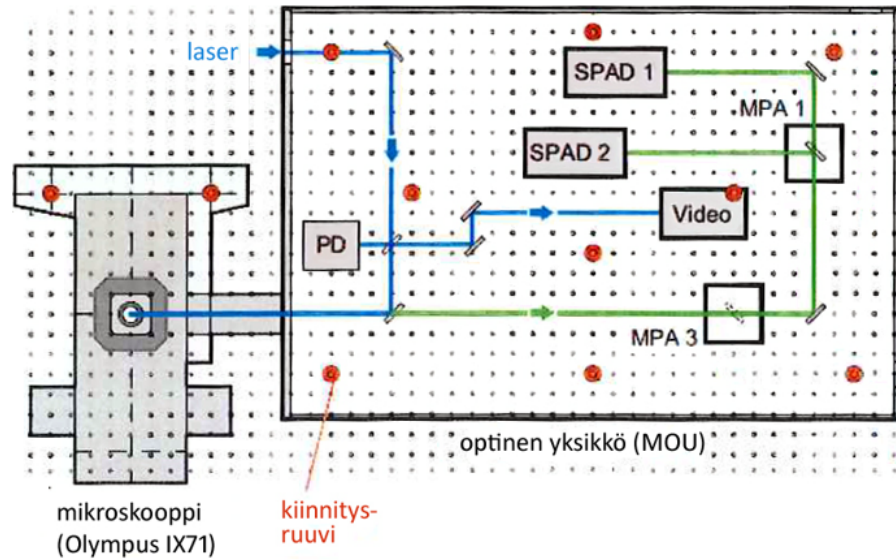 laser
SPAD 1
MPA 1
SPAD 2
PD
Video
MPA 3
optinen yksikkö (MOU)
mikroskooppi
(Olympus IX71)
kiinnitys-
ruuvi